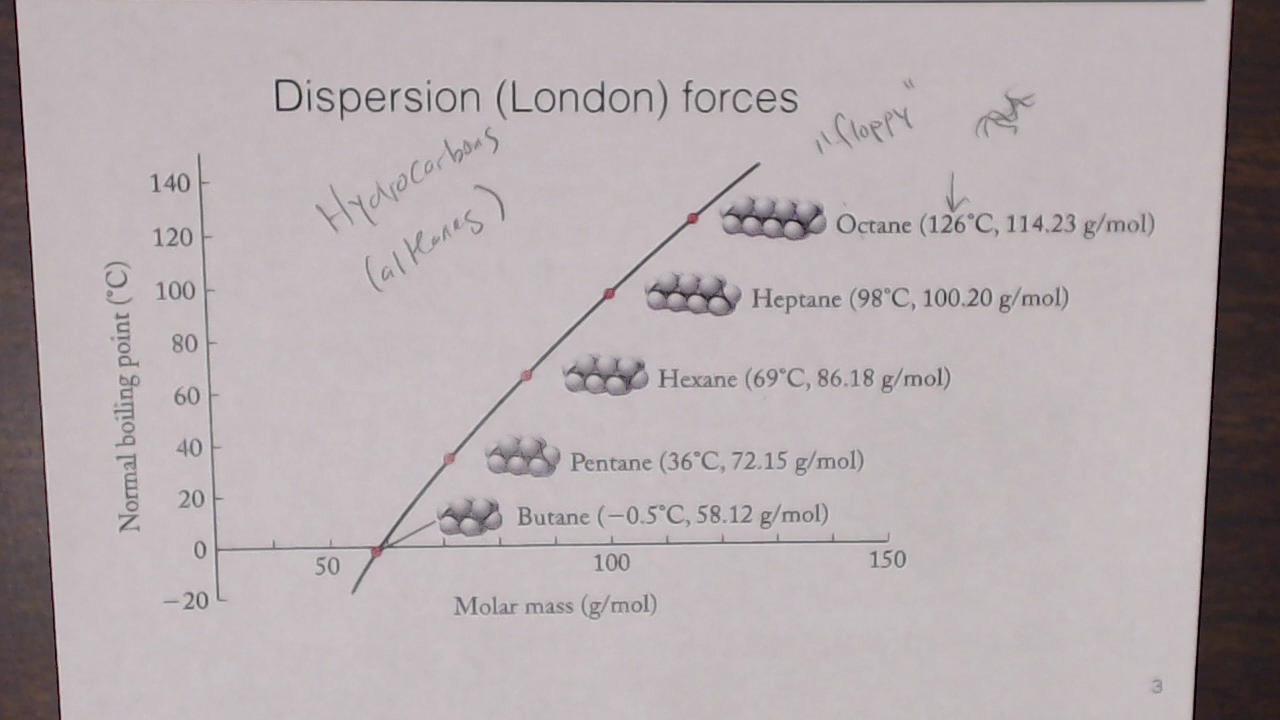 Dispersion (London) forces
"floppy"
Hydrocarbons
(alkanes)
140
120
100
80
60
40
20
0
−20
Normal boiling point (°C)
Octane (126°C, 114.23 g/mol)
Heptane (98°C, 100.20 g/mol)
Hexane (69°C, 86.18 g/mol)
Pentane (36°C, 72.15 g/mol)
Butane (−0.5°C, 58.12 g/mol)
50
100
150
Molar mass (g/mol)
3